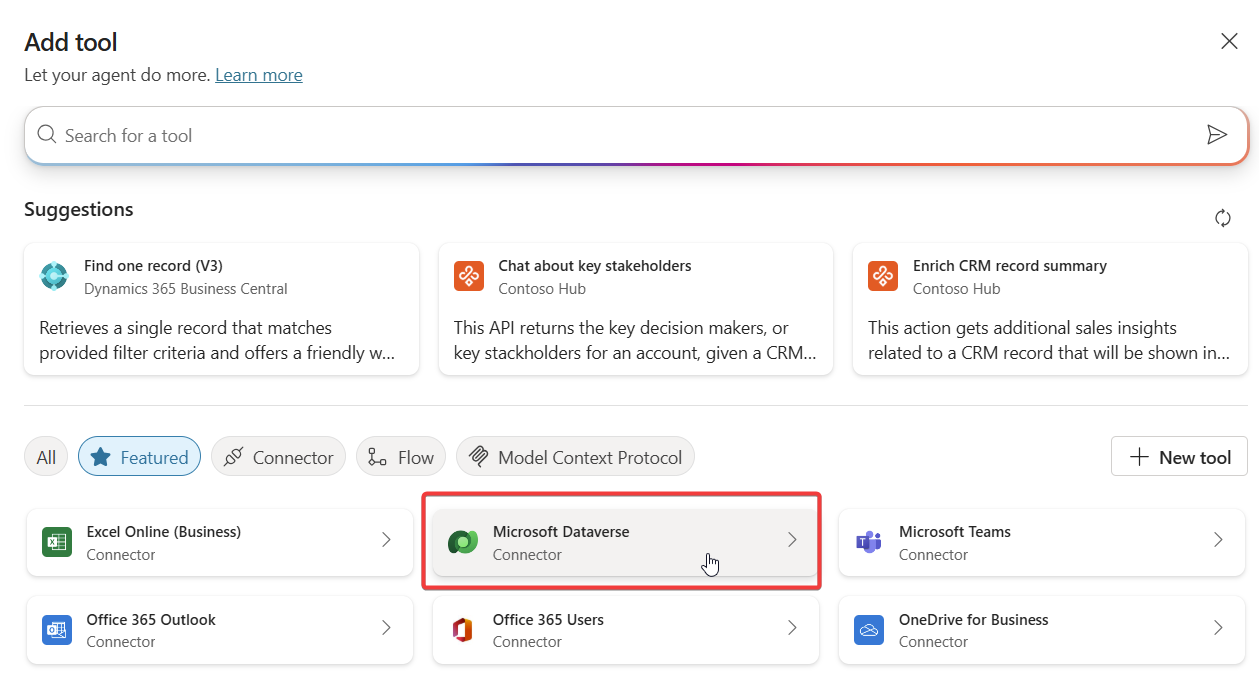 Add tool
Let your agent do more. Learn more
Search for a tool
Suggestions
Find one record (V3)
Dynamics 365 Business Central
Retrieves a single record that matches
provided filter criteria and offers a friendly w...
Chat about key stakeholders
Contoso Hub
This API returns the key decision makers, or
key stackholders for an account, given a CRM...
Enrich CRM record summary
Contoso Hub
This action gets additional sales insights
related to a CRM record that will be shown in...
All Featured Connector Flow Model Context Protocol New tool
Excel Online (Business)
Connector
Microsoft Dataverse
Connector
Microsoft Teams
Connector
Office 365 Outlook
Connector
Office 365 Users
Connector
OneDrive for Business
Connector